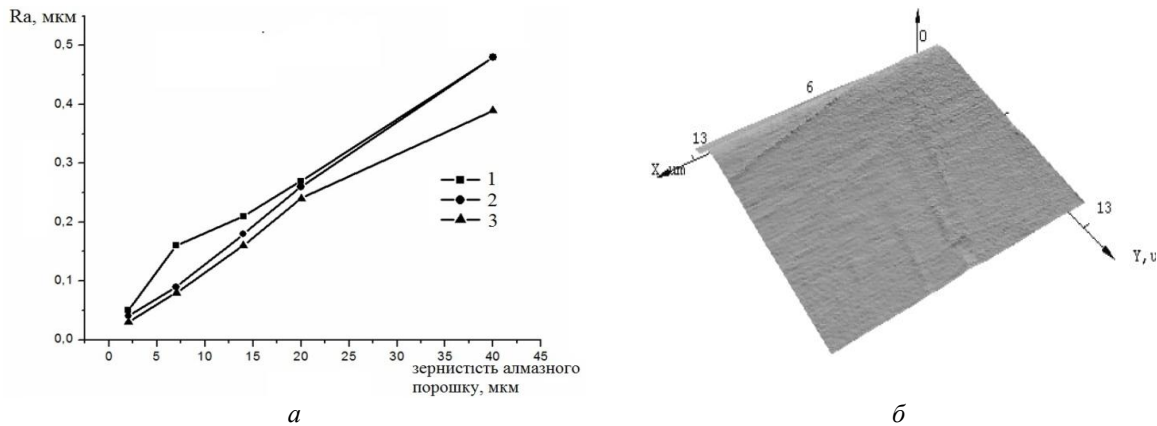 Ra, мкм
0,5
0,4
0,3
0,2
0,1
0,0
0 5 10 15 20 25 30 35 40 45
зернистість алмазного
порошку, мкм
1
2
3
а
0
6
13
X, um
13
Y, u
б